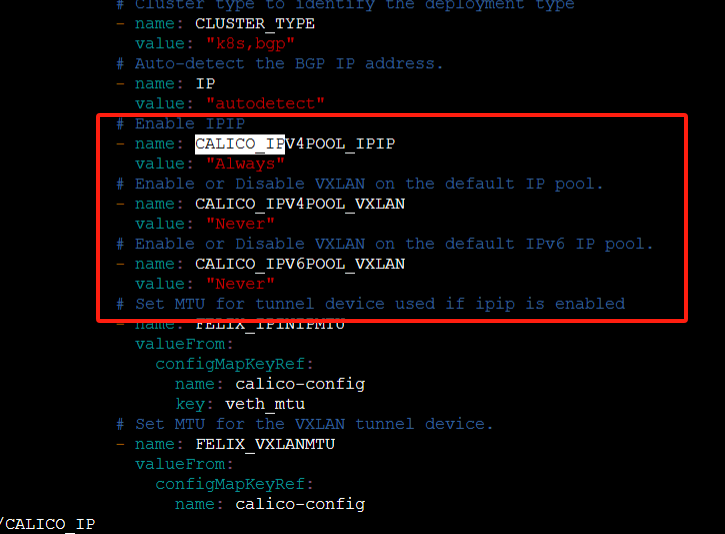 # Cluster type to identify the deployment type
- name: CLUSTER_TYPE
value: "k8s,bgp"
# Auto-detect the BGP IP address.
- name: IP
value: "autodetect"
# Enable IPIP
- name: CALICO_IPV4POOL_IPIP
value: "Always"
# Enable or Disable VXLAN on the default IP pool.
- name: CALICO_IPV4POOL_VXLAN
value: "Never"
# Enable or Disable VXLAN on the default IPv6 IP pool.
- name: CALICO_IPV6POOL_VXLAN
value: "Never"
# Set MTU for tunnel device used if ipip is enabled
- name: FELIX_IPINIPMTU
valueFrom:
configMapKeyRef:
name: calico-config
key: veth_mtu
# Set MTU for the VXLAN tunnel device.
- name: FELIX_VXLANMTU
valueFrom:
configMapKeyRef:
name: calico-config
/CALICO_IP